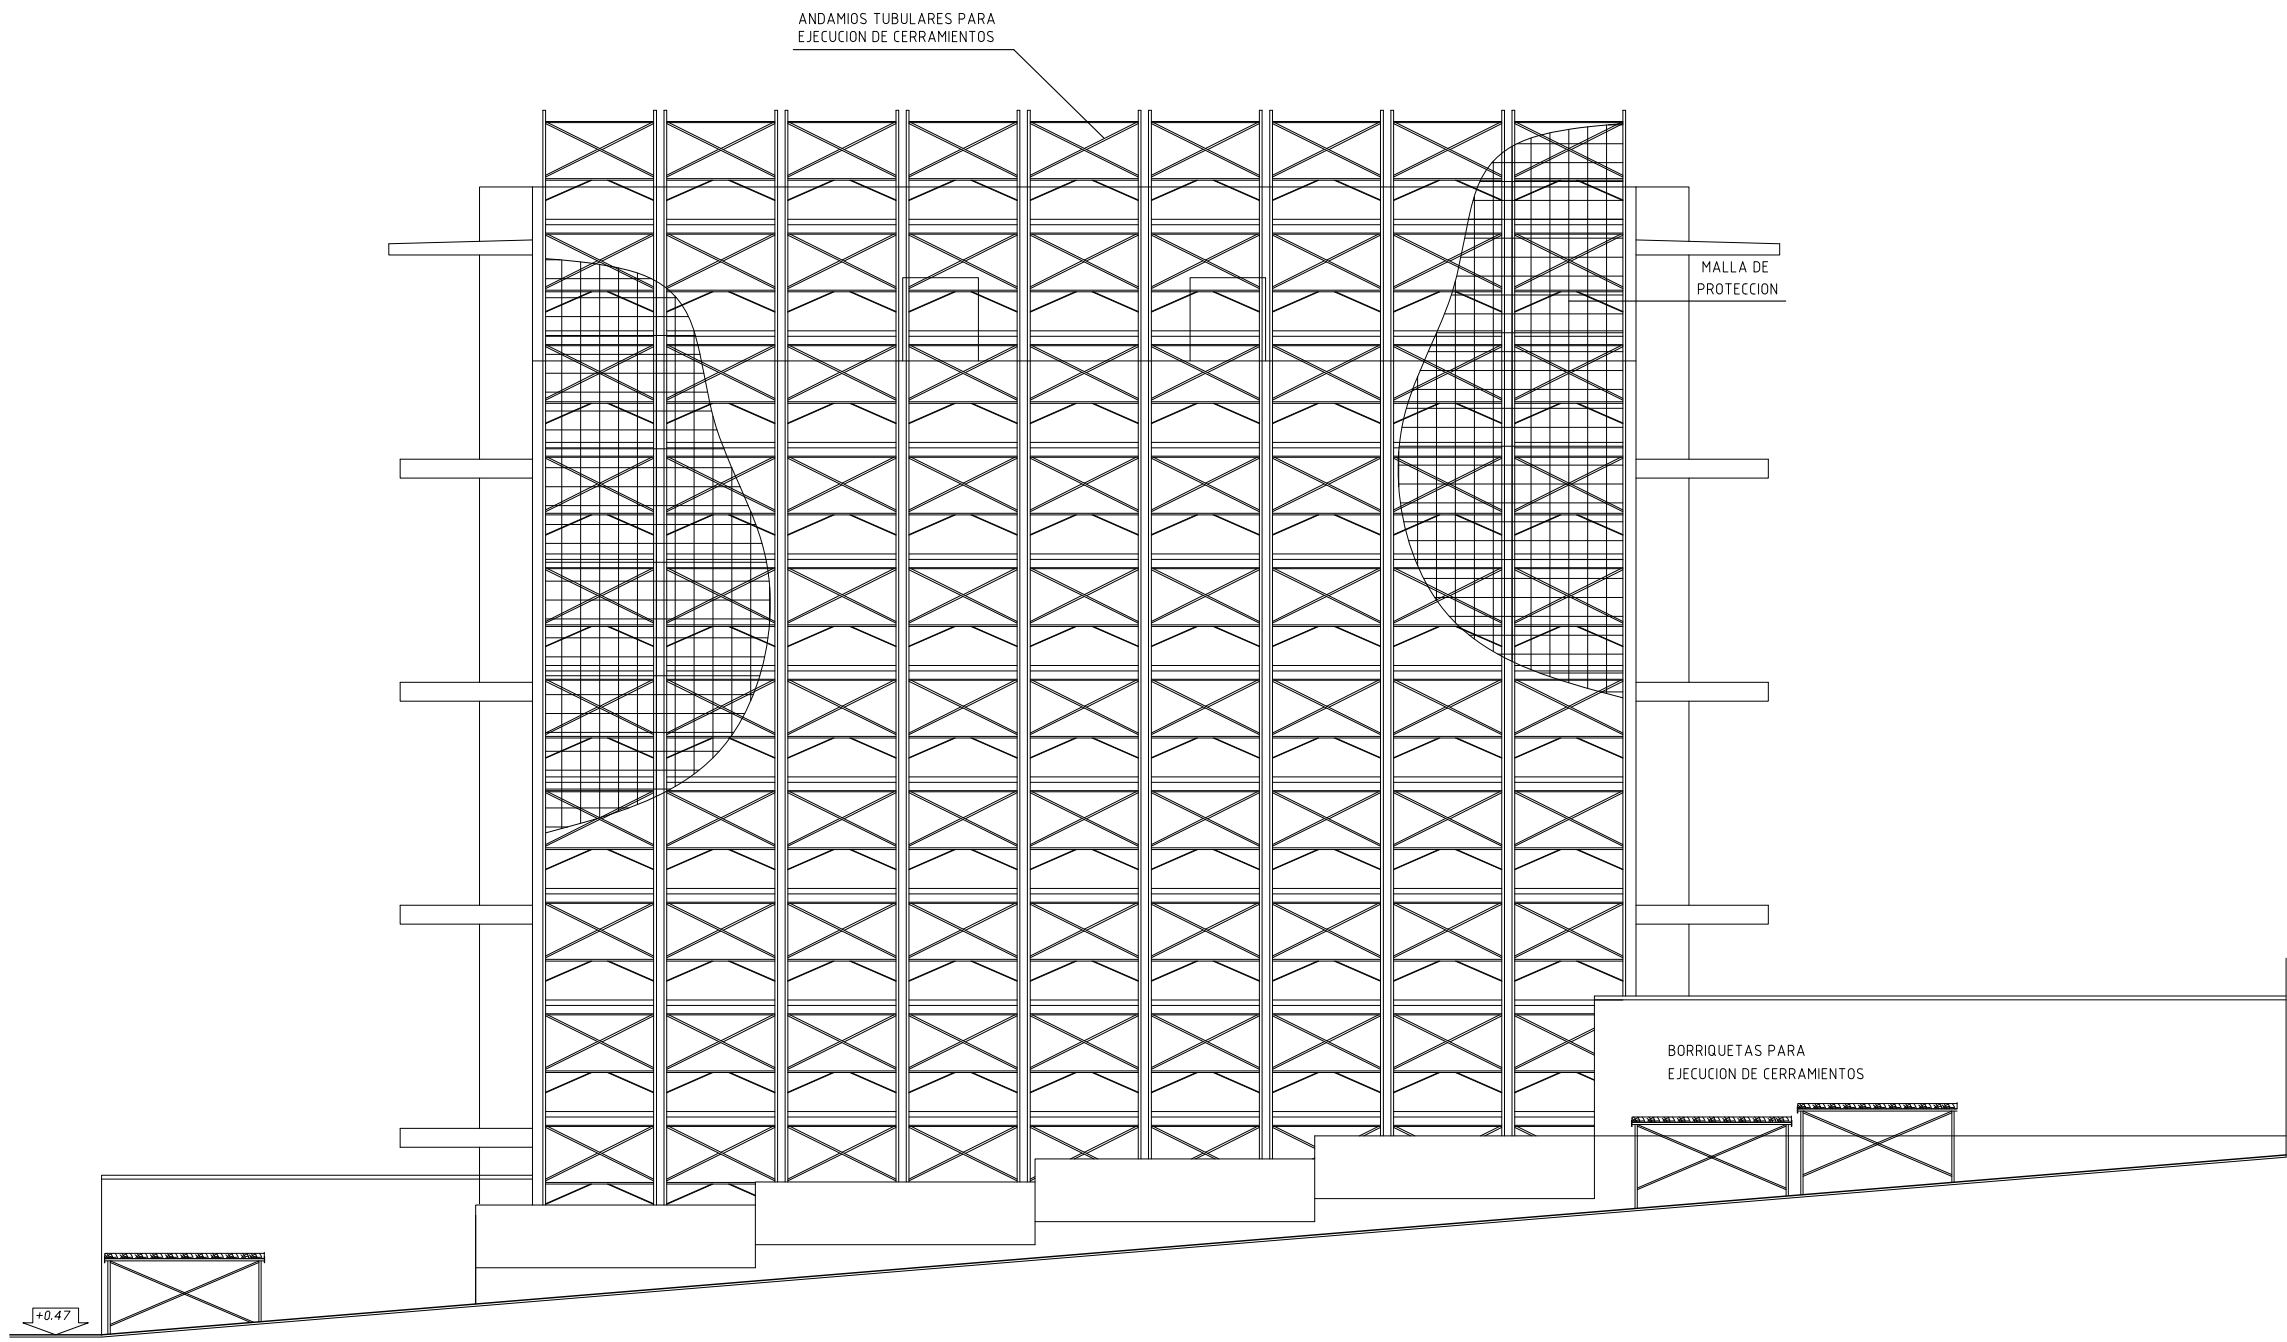 ANDAMIOS TUBULARES PARA
EJECUCION DE CERRAMIENTOS
MALLA DE
PROTECCION
BORRIQUETAS PARA
EJECUCION DE CERRAMIENTOS
+0.47